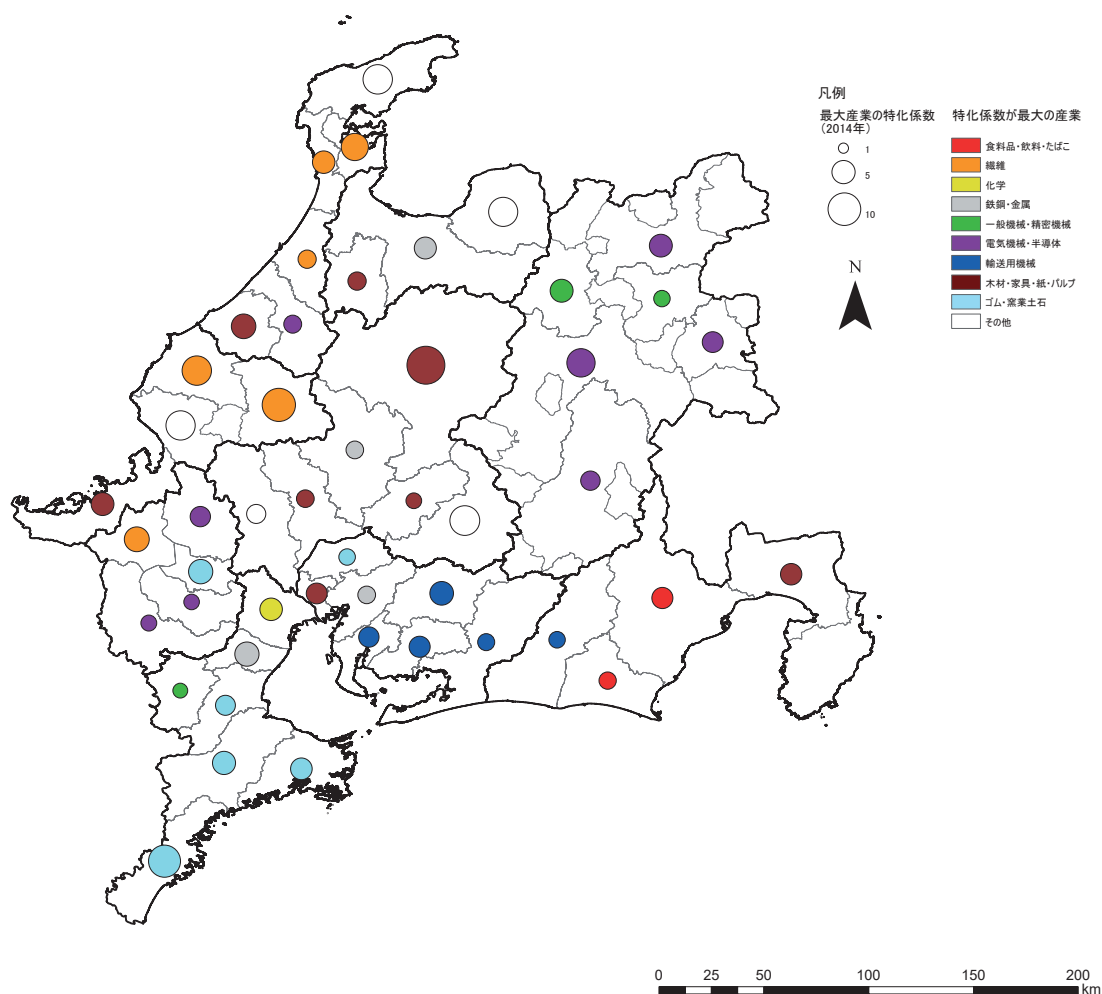 凡例
最大産業の特化係数
(2014年)
1
5
10
特化係数が最大の産業
食料品・飲料・たばこ
繊維
化学
鉄鋼・金属
一般機械・精密機械
電気機械・半導体
輸送用機械
木材・家具・紙・パルプ
ゴム・窯業土石
その他
N
0 25 50 100 150 200
km